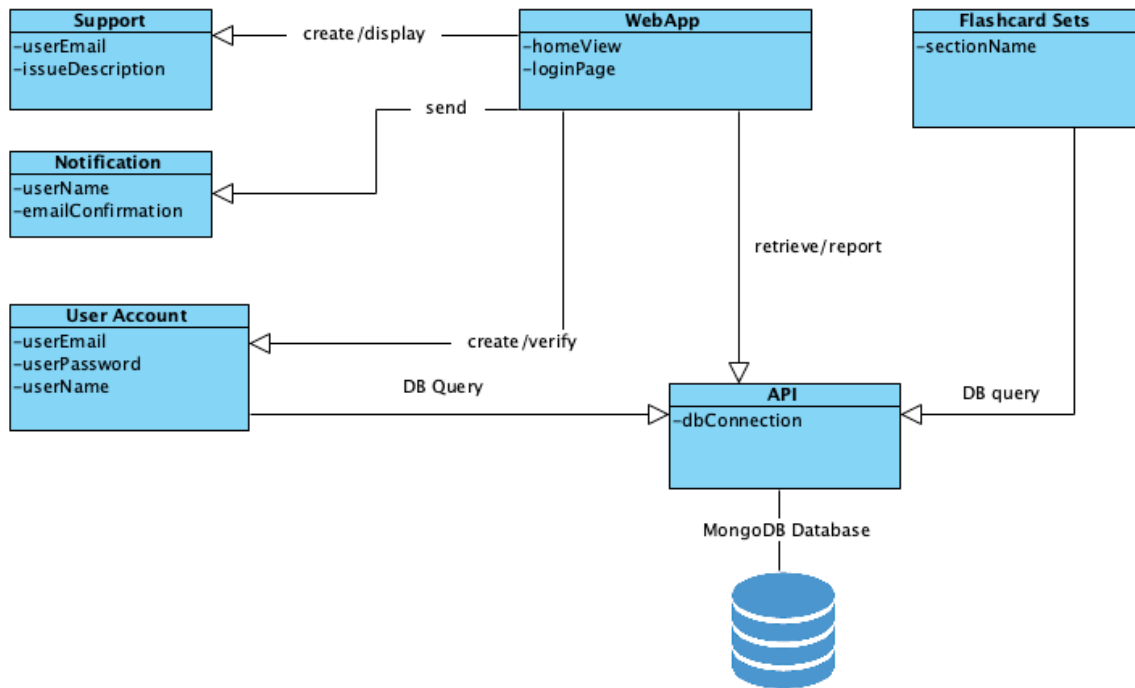 Support
-userEmail
-issueDescription
create/display
WebApp
-homeView
-loginPage
Flashcard Sets
-sectionName
send
Notification
-userName
-emailConfirmation
retrieve/report
User Account
-userEmail
-userPassword
-userName
create/verify
DB Query
API
-dbConnection
DB query
MongoDB Database